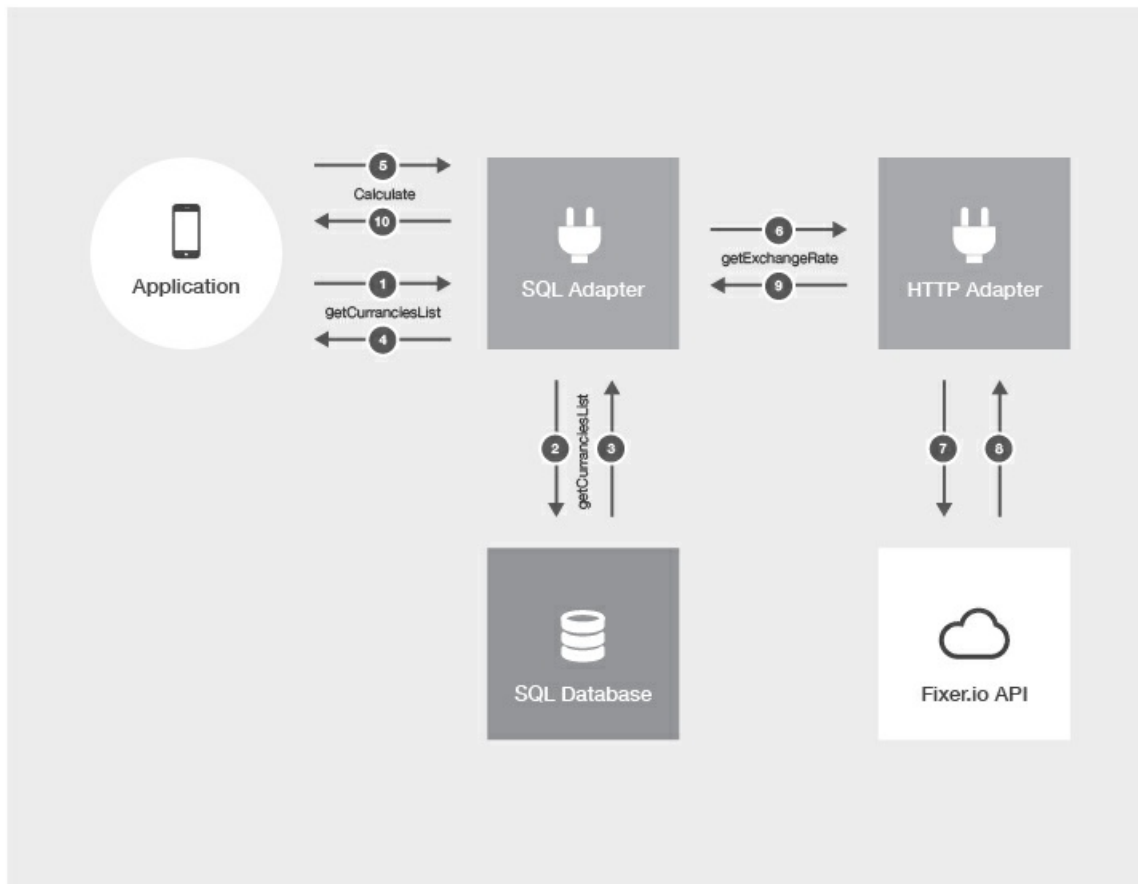 5
Calculate
10
Application
1
getCurranciesList
4
SQL Adapter
6
getExchangeRate
9
HTTP Adapter
2
getCurranciesList
3
7
8
SQL Database
Fixer.io API